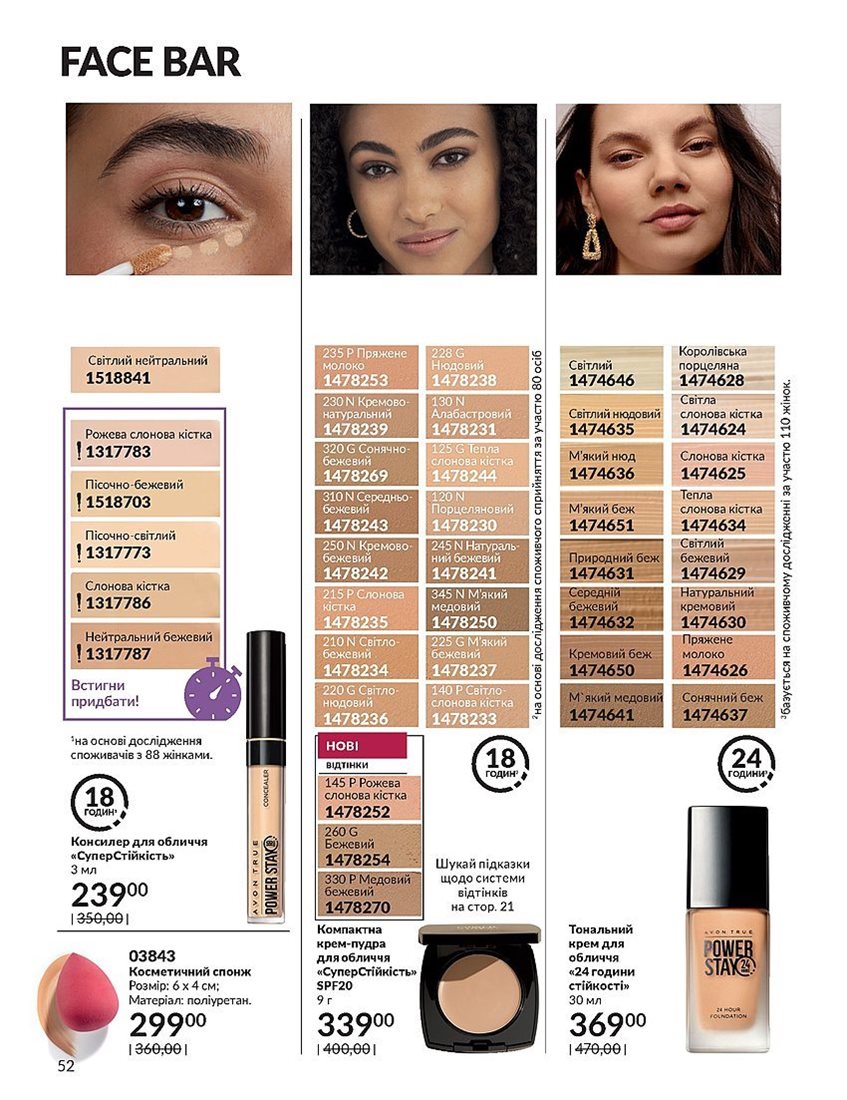 FACE BAR
Світлий нейтральний
1518841
Рожева слонова кістка
! 1317783
Пісочно-бежевий
! 1518703
Пісочно-світлий
! 1317773
Слонова кістка
! 1317786
Нейтральний бежевий
! 1317787
Встигни
придбати!
¹на основі дослідження
споживачів з 88 жінками.
18
ГОДИН¹
Консилер для обличчя
«СуперСтійкість»
3 мл
239⁰⁰
| 350,00 |
CONCEALER
AVON TRUE
POWER STAY
03843
Косметичний спонж
Розмір: 6 х 4 см;
Матеріал: поліуретан.
299⁰⁰
| 360,00 |
235 P Пряжене
молоко
1478253
228 G
Нюдовий
1478238
230 N Кремово-
натуральний
1478239
130 N
Алабастровий
1478231
320 G Сонячно-
бежевий
1478269
125 G Тепла
слонова кістка
1478244
310 N Середньо-
бежевий
1478243
120 N
Порцеляновий
1478230
250 N Кремово-
бежевий
1478242
245 N Натураль-
ний бежевий
1478241
215 P Слонова
кістка
1478235
345 N М'який
медовий
1478250
210 N Світло-
бежевий
1478234
225 G М'який
бежевий
1478237
220 G Світло-
нюдовий
1478236
140 P Світло-
слонова кістка
1478233
²на основі дослідження споживчого сприйняття за участю 80 осіб
НОВІ
ВІДТІНКИ
145 P Рожева
слонова кістка
1478252
260 G
Бежевий
1478254
330 P Медовий
бежевий
1478270
18
ГОДИН²
Шукай підказки
щодо системи
відтінків
на стор. 21
Компактна
крем-пудра
для обличчя
«СуперСтійкість»
SPF20
9 г
339⁰⁰
| 400,00 |
Світлий
1474646
Королівська
порцеляна
1474628
Світлий нюдовий
1474635
Світла
слонова кістка
1474624
М'який нюд
1474636
Слонова кістка
1474625
М'який беж
1474651
Тепла
слонова кістка
1474634
Природний беж
1474631
Світлий
бежевий
1474629
Середній
бежевий
1474632
Натуральний
кремовий
1474630
Кремовий беж
1474650
Пряжене
молоко
1474626
М`який медовий
1474641
Сонячний беж
1474637
³базується на споживчому дослідженні за участю 110 жінок.
24
ГОДИНИ³
Тональний
крем для
обличчя
«24 години
стійкості»
30 мл
369⁰⁰
| 470,00 |
AVON TRUE
POWER
STAY 24
24 HOUR
FOUNDATION
52